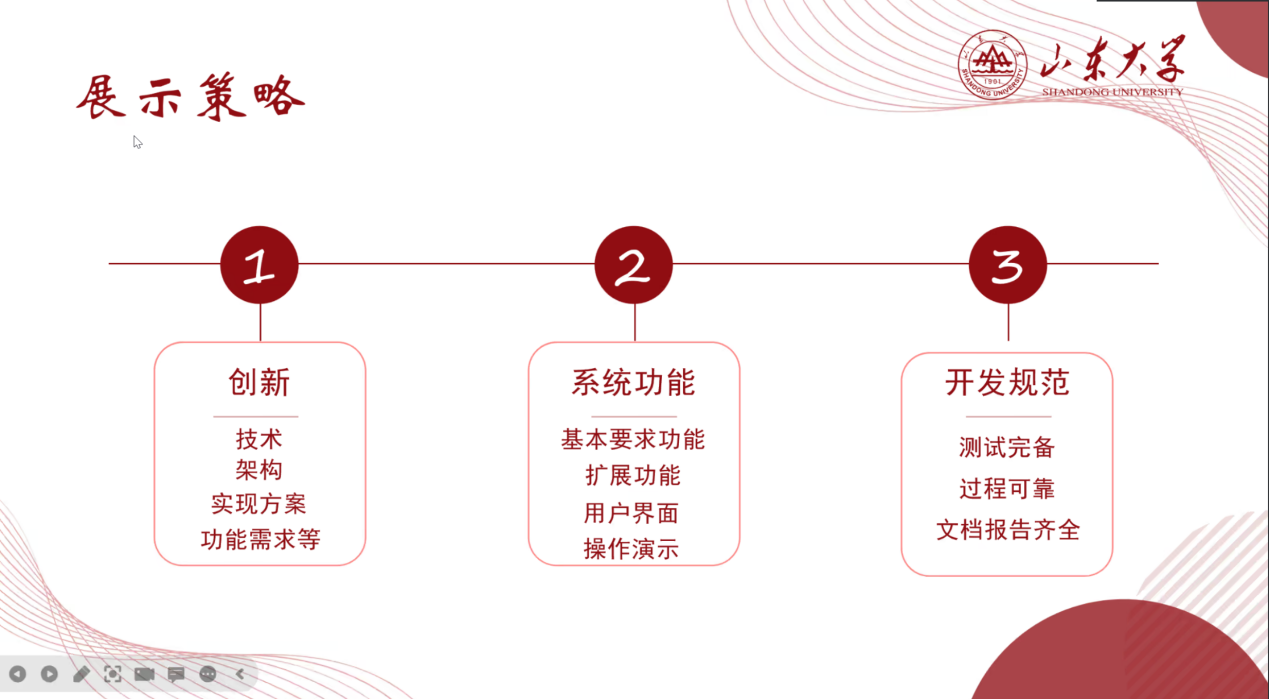 展示策略
山东大学
SHANDONG UNIVERSITY
1901
SHANDONG UNIVERSITY
1
2
3
创新
技术
架构
实现方案
功能需求等
系统功能
基本要求功能
扩展功能
用户界面
操作演示
开发规范
测试完备
过程可靠
文档报告齐全